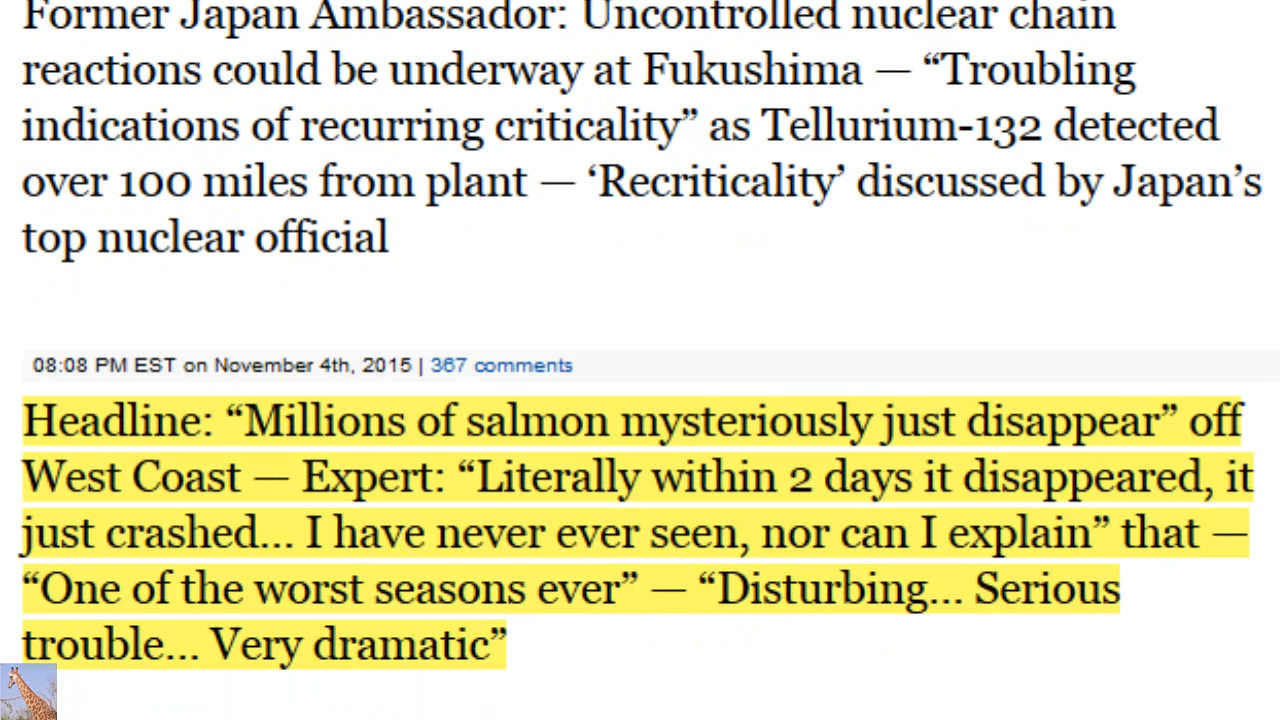 Former Japan Ambassador: Uncontrolled nuclear chain
reactions could be underway at Fukushima — “Troubling
indications of recurring criticality” as Tellurium-132 detected
over 100 miles from plant — ‘Recriticality’ discussed by Japan’s
top nuclear official
08:08 PM EST on November 4th, 2015 | 367 comments
Headline: “Millions of salmon mysteriously just disappear” off
West Coast — Expert: “Literally within 2 days it disappeared, it
just crashed... I have never ever seen, nor can I explain” that —
“One of the worst seasons ever” — “Disturbing... Serious
trouble... Very dramatic”